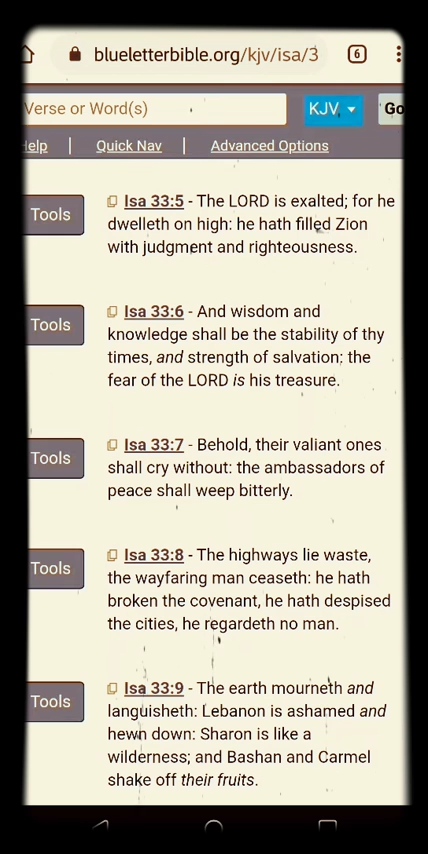 blueletterbible.org/kjv/isa/3
6
Verse or Word(s)
KJV
Go
Help | Quick Nav | Advanced Options
Tools
Isa 33:5 - The LORD is exalted; for he
dwelleth on high: he hath filled Zion
with judgment and righteousness.
Tools
Isa 33:6 - And wisdom and
knowledge shall be the stability of thy
times, and strength of salvation: the
fear of the LORD is his treasure.
Tools
Isa 33:7 - Behold, their valiant ones
shall cry without: the ambassadors of
peace shall weep bitterly.
Tools
Isa 33:8 - The highways lie waste,
the wayfaring man ceaseth: he hath
broken the covenant, he hath despised
the cities, he regardeth no man.
Tools
Isa 33:9 - The earth mourneth and
languisheth: Lebanon is ashamed and
hewn down: Sharon is like a
wilderness; and Bashan and Carmel
shake off their fruits.